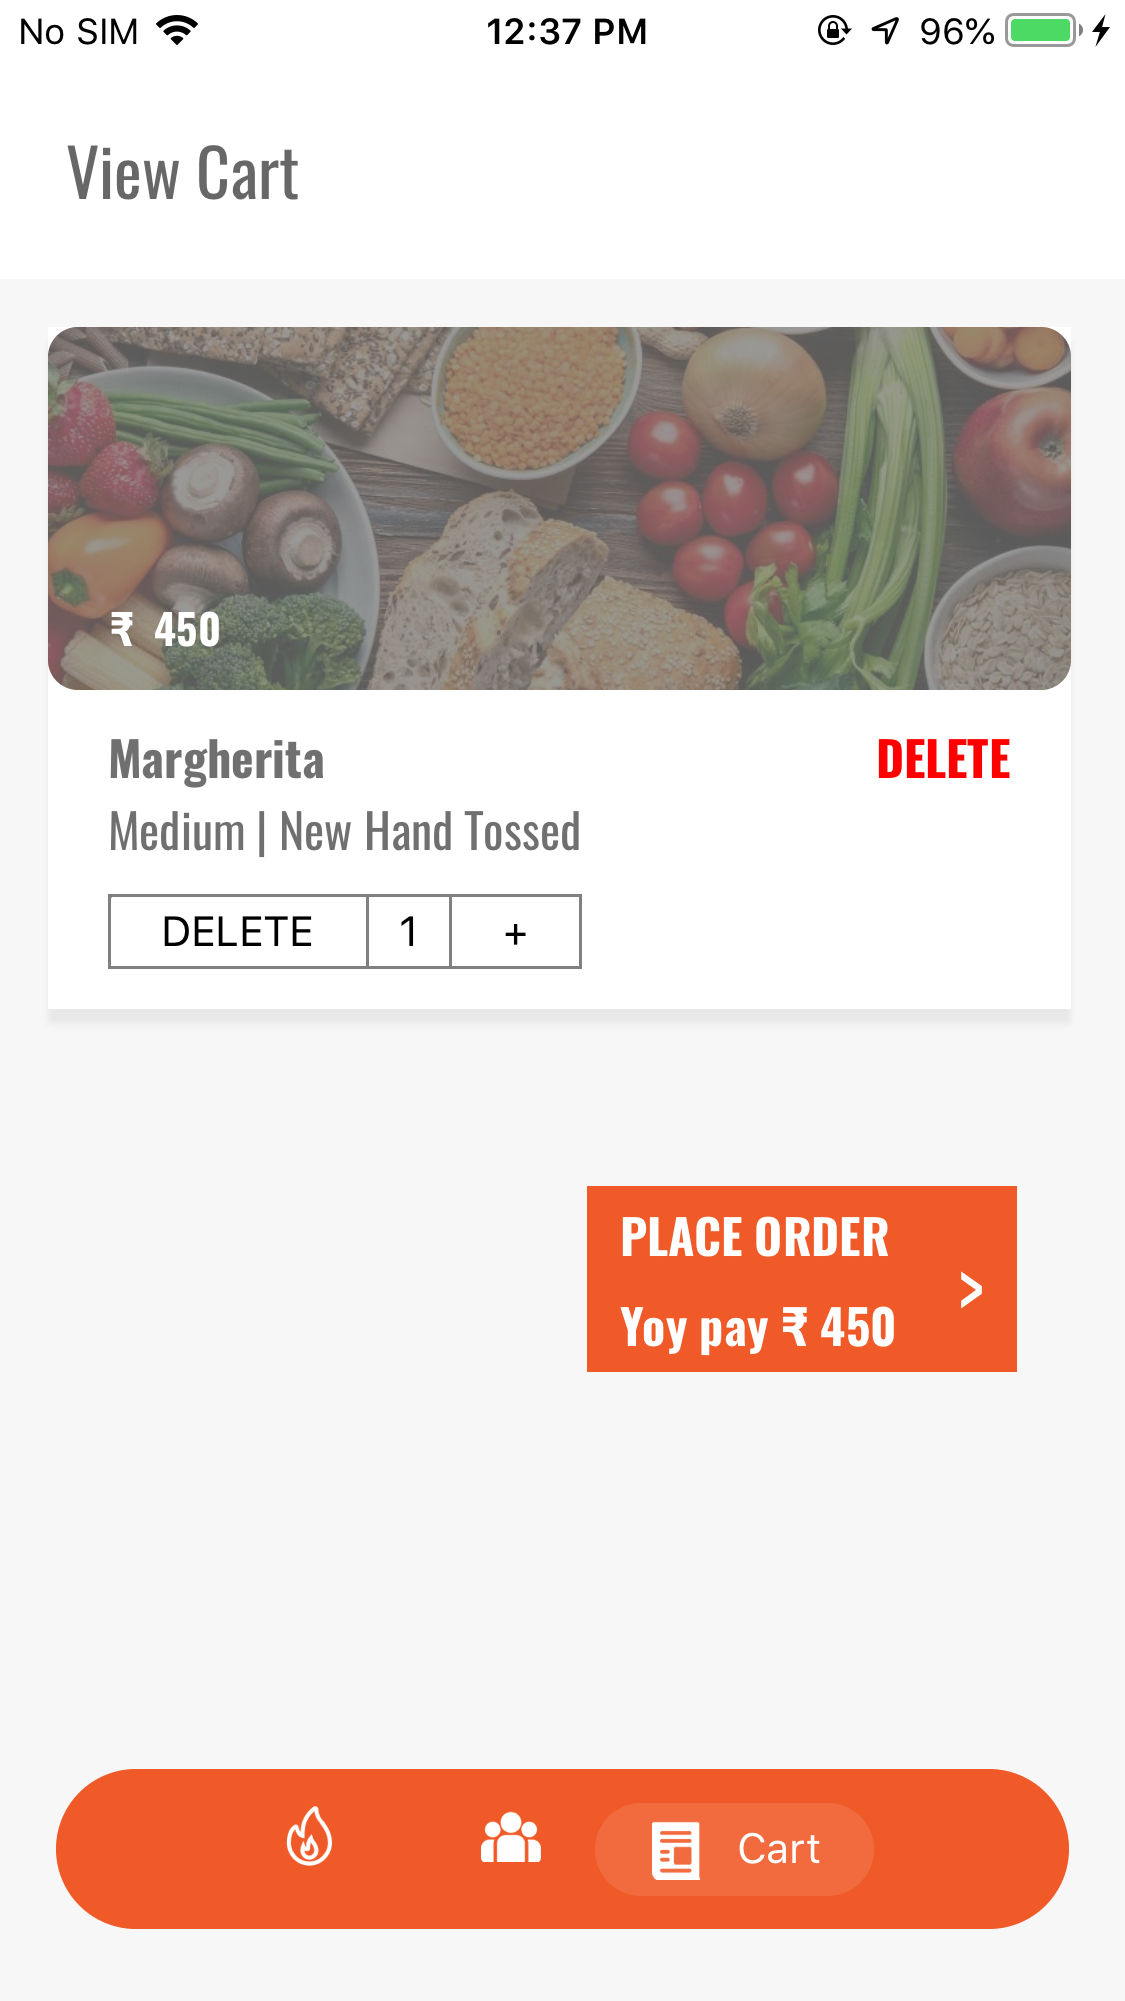 No SIM 12:37 PM 96%
View Cart
₹ 450
Margherita DELETE
Medium | New Hand Tossed
DELETE 1 +
PLACE ORDER
Yoy pay ₹ 450 >
Cart